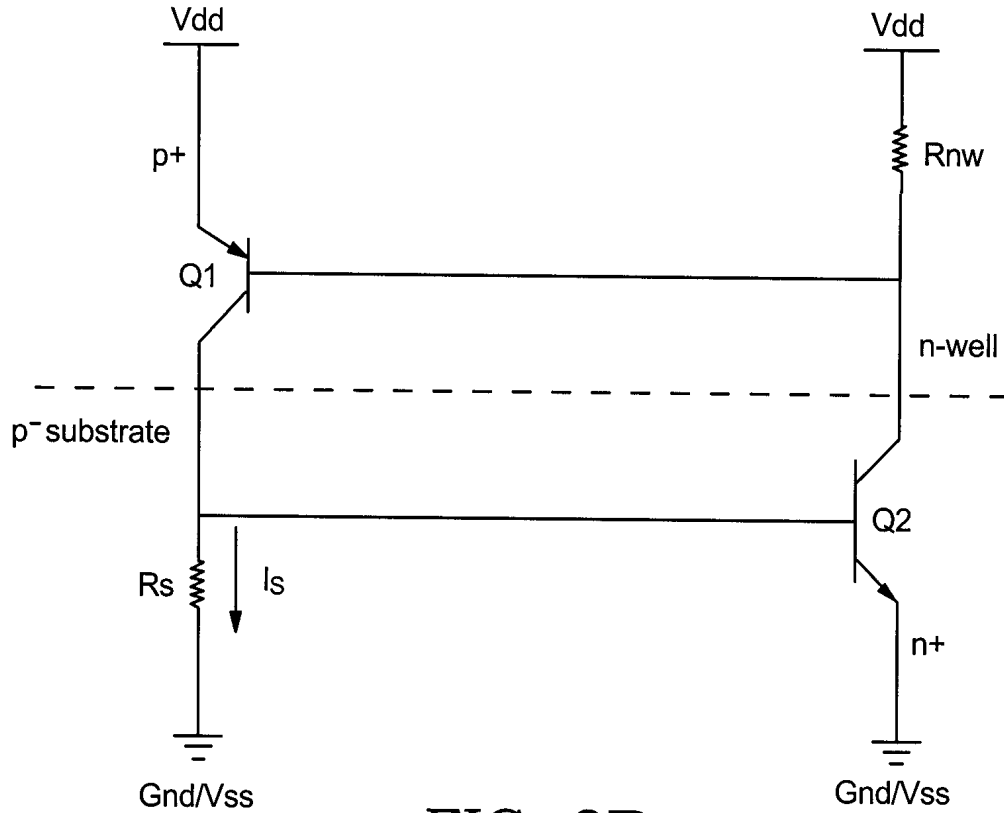 Vdd
Vdd
p+
Rnw
Q1
n-well
p⁻ substrate
Q2
Rs
IS
n+
Gnd/Vss
Gnd/Vss